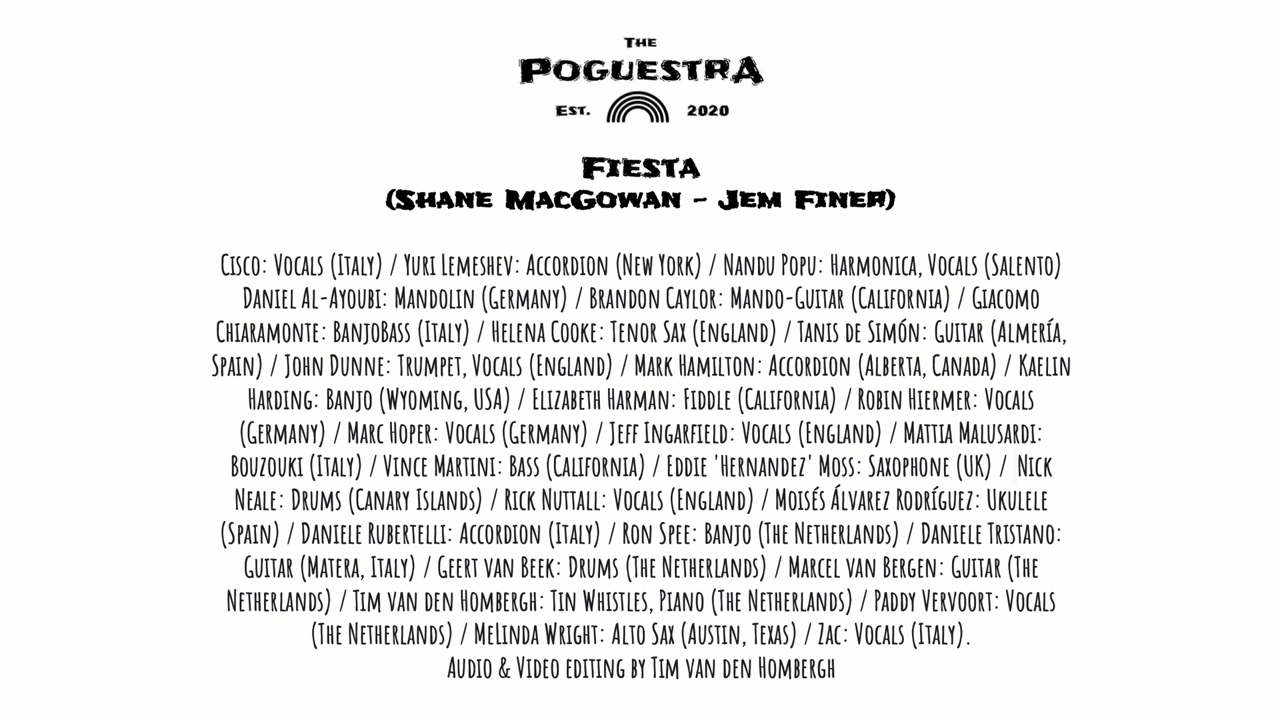 The
Poguestra
Est. 2020
Fiesta
(Shane MacGowan - Jem Finer)
Cisco: Vocals (Italy) / Yuri Lemeshev: Accordion (New York) / Nandu Popu: Harmonica, Vocals (Salento)
Daniel Al-Ayoubi: Mandolin (Germany) / Brandon Caylor: Mando-Guitar (California) / Giacomo
Chiaramonte: BanjoBass (Italy) / Helena Cooke: Tenor Sax (England) / Tanis de Simón: Guitar (Almería,
Spain) / John Dunne: Trumpet, Vocals (England) / Mark Hamilton: Accordion (Alberta, Canada) / Kaelin
Harding: Banjo (Wyoming, USA) / Elizabeth Harman: Fiddle (California) / Robin Hiermer: Vocals
(Germany) / Marc Hoper: Vocals (Germany) / Jeff Ingarfield: Vocals (England) / Mattia Malusardi:
Bouzouki (Italy) / Vince Martini: Bass (California) / Eddie 'Hernandez' Moss: Saxophone (UK) / Nick
Neale: Drums (Canary Islands) / Rick Nuttall: Vocals (England) / Moisés Álvarez Rodríguez: Ukulele
(Spain) / Daniele Rubertelli: Accordion (Italy) / Ron Spee: Banjo (The Netherlands) / Daniele Tristano:
Guitar (Matera, Italy) / Geert van Beek: Drums (The Netherlands) / Marcel van Bergen: Guitar (The
Netherlands) / Tim van den Hombergh: Tin Whistles, Piano (The Netherlands) / Paddy Vervoort: Vocals
(The Netherlands) / MeLinda Wright: Alto Sax (Austin, Texas) / Zac: Vocals (Italy).
Audio & Video editing by Tim van den Hombergh